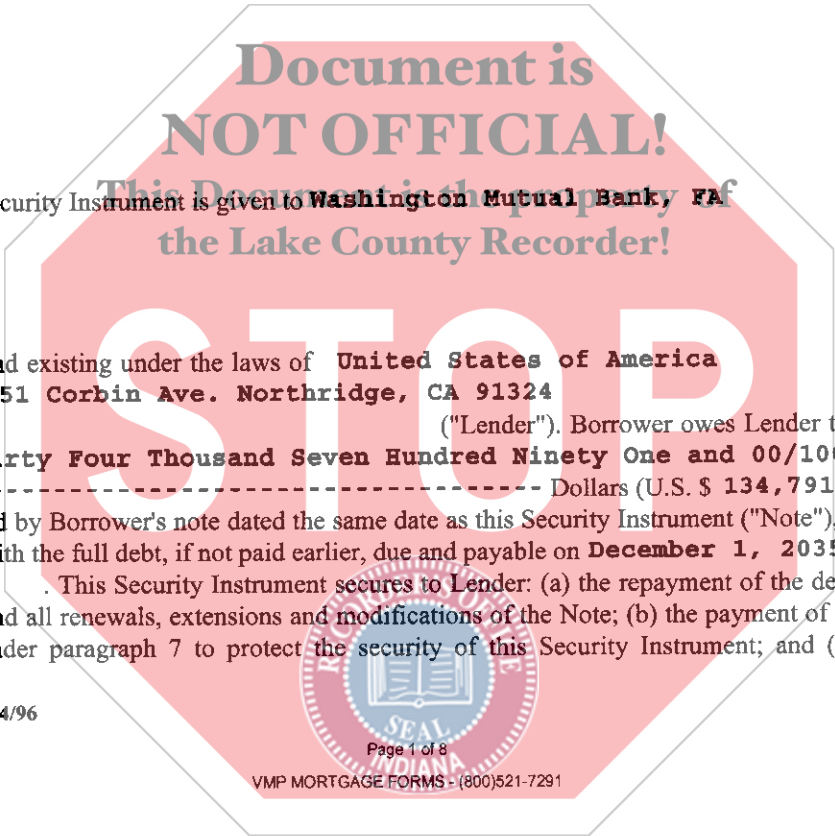 Document is
NOT OFFICIAL!
This Document is the property of
the Lake County Recorder!
curity Instrument is given to Washington Mutual Bank, FA
STOP
d existing under the laws of United States of America
51 Corbin Ave. Northridge, CA 91324
("Lender"). Borrower owes Lender t
rty Four Thousand Seven Hundred Ninety One and 00/100
---------------------------------- Dollars (U.S. $ 134,791
d by Borrower's note dated the same date as this Security Instrument ("Note"),
ith the full debt, if not paid earlier, due and payable on December 1, 2035
. This Security Instrument secures to Lender: (a) the repayment of the de
d all renewals, extensions and modifications of the Note; (b) the payment of
der paragraph 7 to protect the security of this Security Instrument; and (
4/96
RECORDER'S OFFICE
SEAL
INDIANA
Page 1 of 8
VMP MORTGAGE FORMS - (800)521-7291